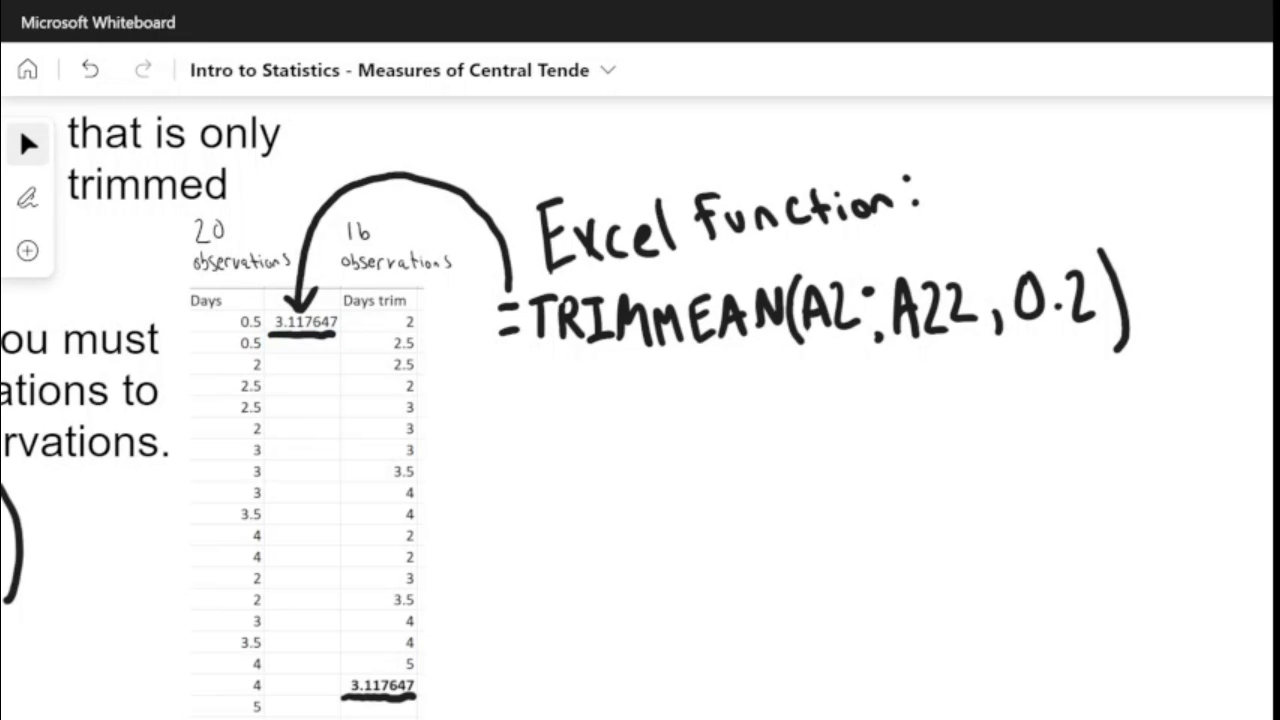 Microsoft Whiteboard
Intro to Statistics - Measures of Central Tende
that is only
trimmed
20
observations
16
observations
Excel Function:
=TRIMMEAN(A2:A22,0.2)
ou must
ations to
rvations.
)
Days Days trim
0.5 3.117647 2
0.5 2.5
2 2.5
2.5 2
2.5 3
2 3
3 3
3 3.5
3 4
3.5 4
4 2
4 2
2 3
2 3.5
3 4
3.5 4
4 5
4 3.117647
5